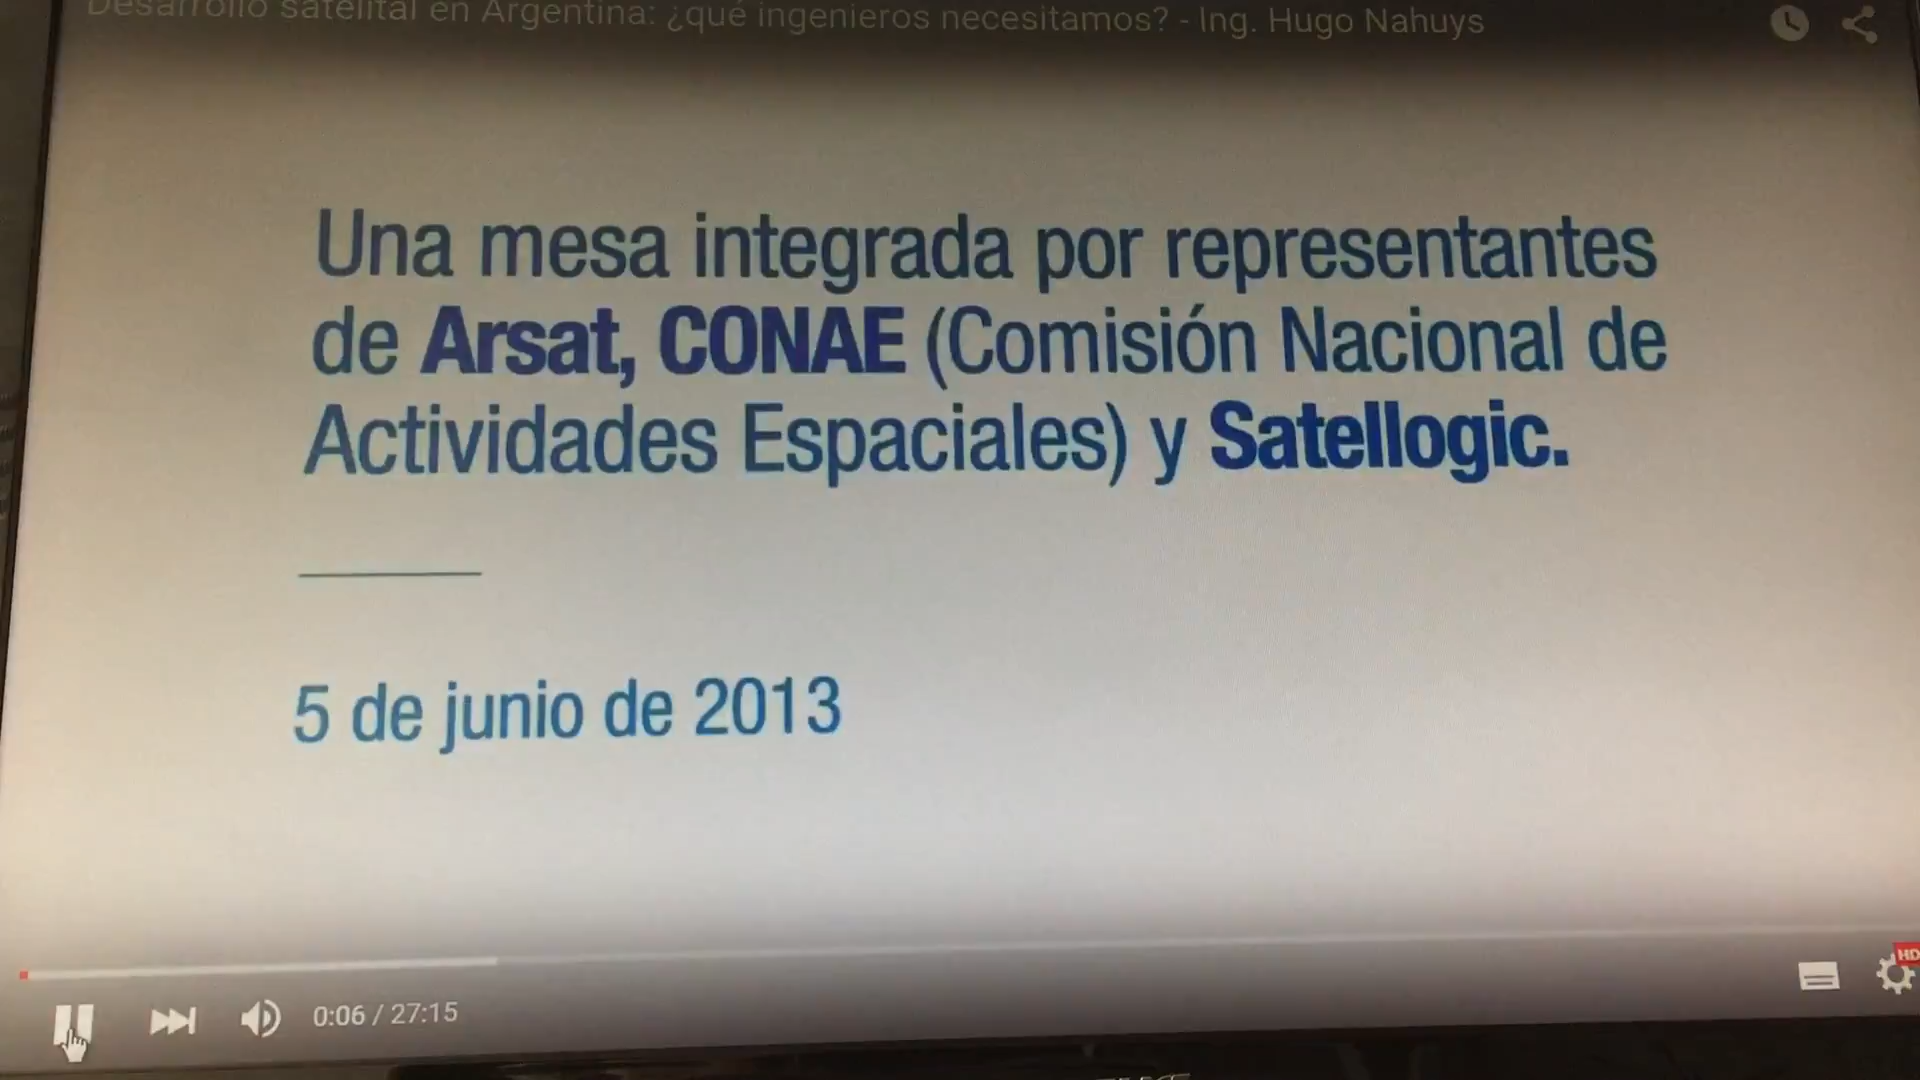 Desarrollo satelital en Argentina: ¿qué ingenieros necesitamos? - Ing. Hugo Nahuys
Una mesa integrada por representantes
de Arsat, CONAE (Comisión Nacional de
Actividades Espaciales) y Satellogic.
5 de junio de 2013
HD
0:06 / 27:15